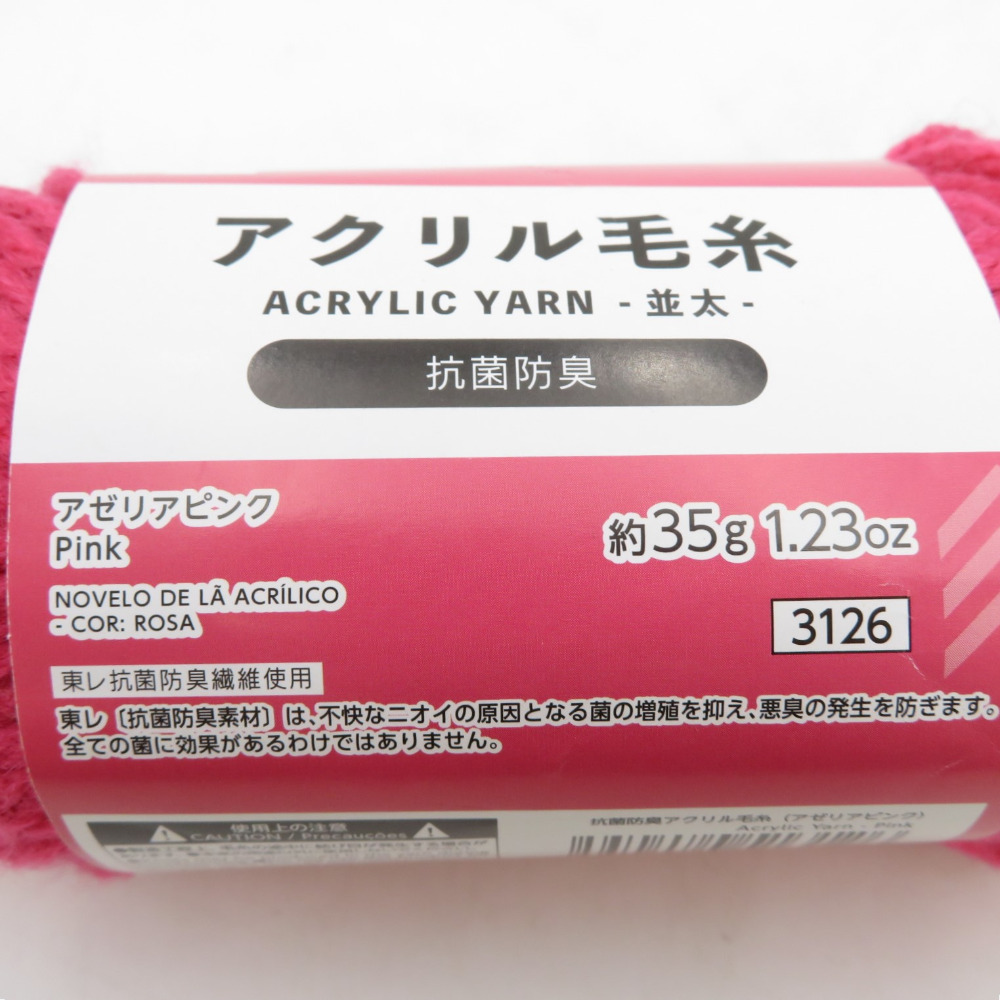 アクリル毛糸
ACRYLIC YARN - 並太 -
抗菌防臭
アゼリアピンク
Pink
約35g 1.23oz
NOVELO DE LÃ ACRÍLICO
- COR: ROSA
3126
東レ抗菌防臭繊維使用
東レ〔抗菌防臭素材〕は、不快なニオイの原因となる菌の増殖を抑え、悪臭の発生を防ぎます。
全ての菌に効果があるわけではありません。
使用上の注意
CAUTION / Precauções
抗菌防臭アクリル毛糸（アゼリアピンク）
Acrylic Yarn - Pink